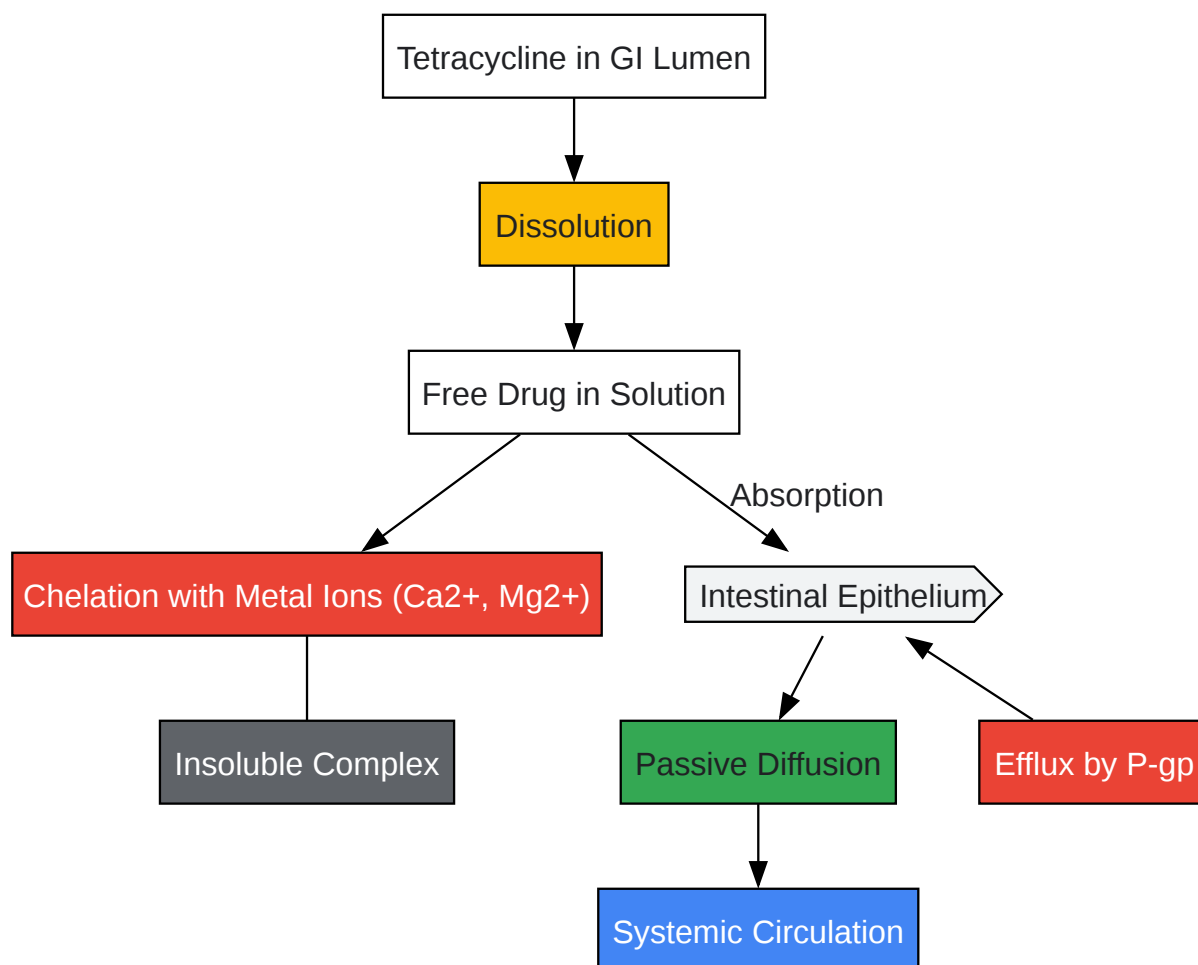 Tetracycline in GI Lumen
Dissolution
Free Drug in Solution
Absorption
Chelation with Metal Ions (Ca2+, Mg2+)
Intestinal Epithelium
Insoluble Complex
Passive Diffusion
Efflux by P-gp
Systemic Circulation